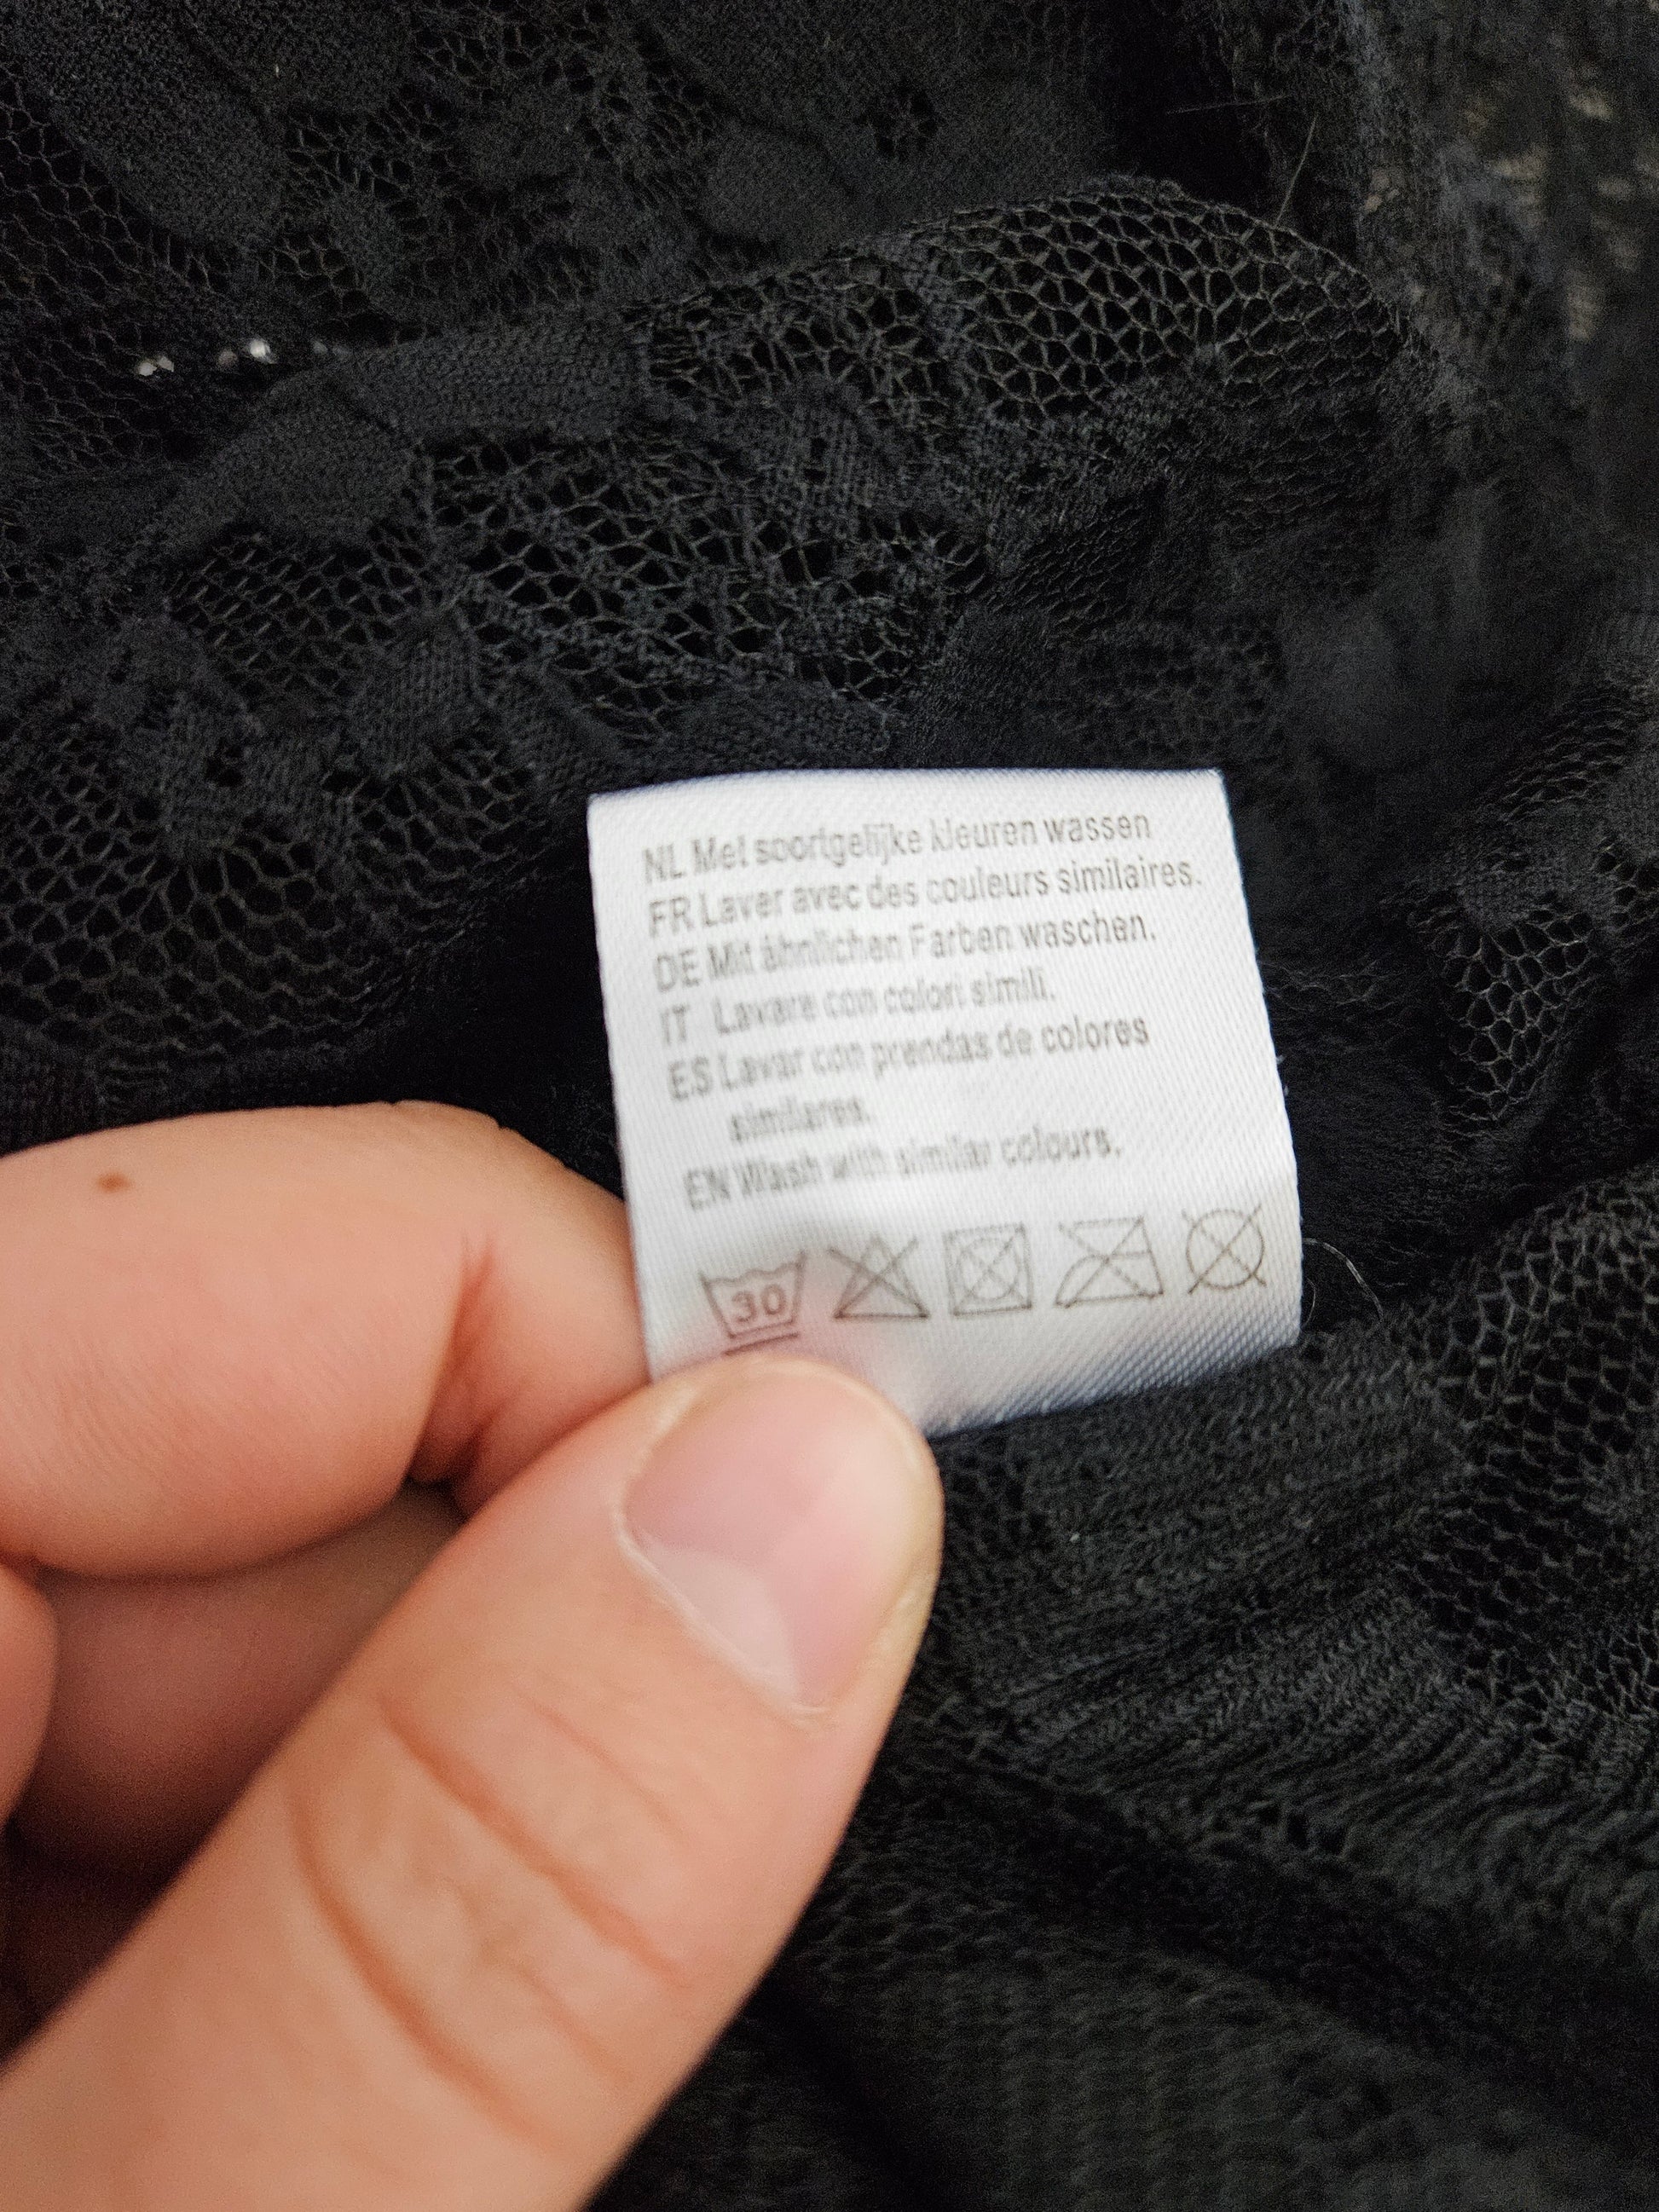 NL Met soortgelijke kleuren wassen
FR Laver avec des couleurs similaires.
DE Mit ähnlichen Farben waschen.
IT Lavare con colori simili.
ES Lavar con prendas de colores
similares.
EN Wash with similar colours.
30